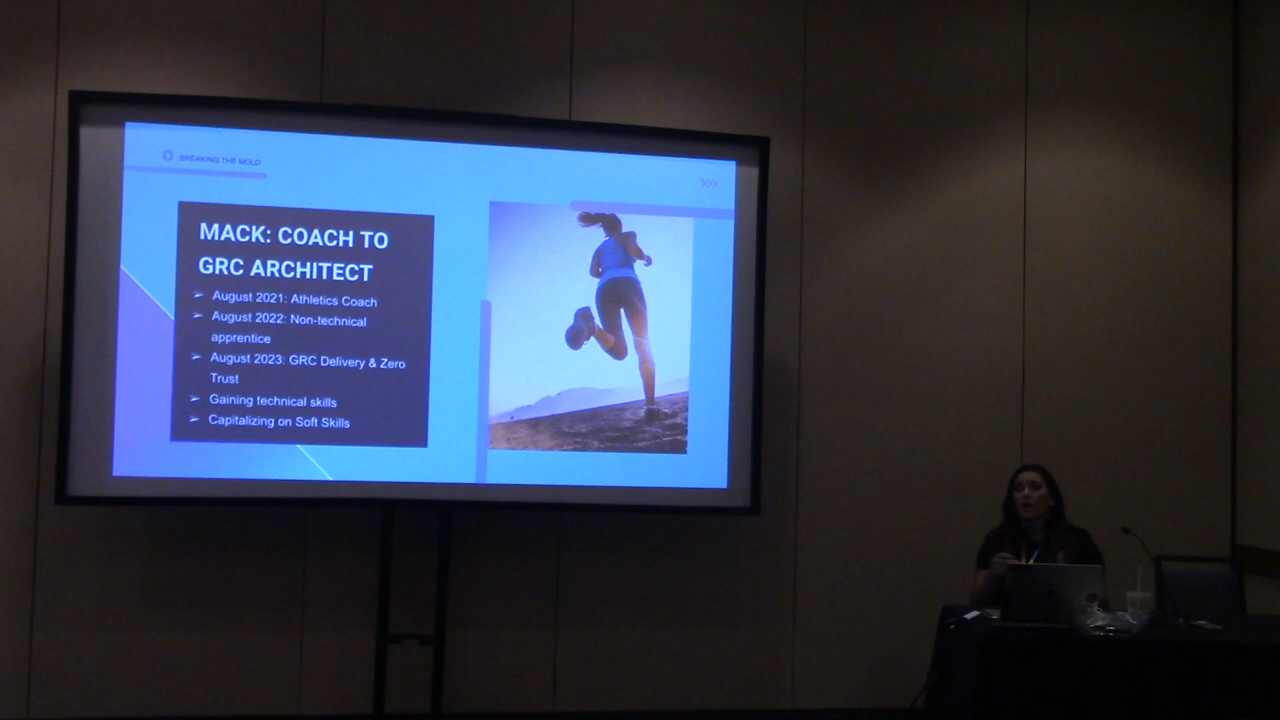 BREAKING THE MOLD
>>>
MACK: COACH TO
GRC ARCHITECT
➢ August 2021: Athletics Coach
➢ August 2022: Non-technical
apprentice
➢ August 2023: GRC Delivery & Zero
Trust
➢ Gaining technical skills
➢ Capitalizing on Soft Skills